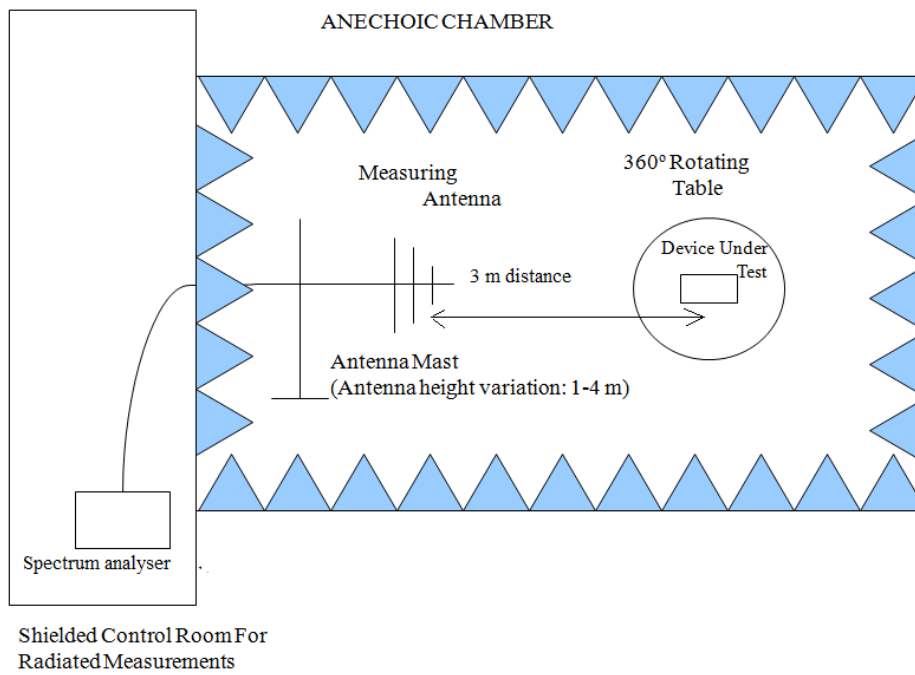 ANECHOIC CHAMBER
Measuring
Antenna
360º Rotating
Table
Device Under
Test
3 m distance
Antenna Mast
(Antenna height variation: 1-4 m)
Spectrum analyser
Shielded Control Room For
Radiated Measurements